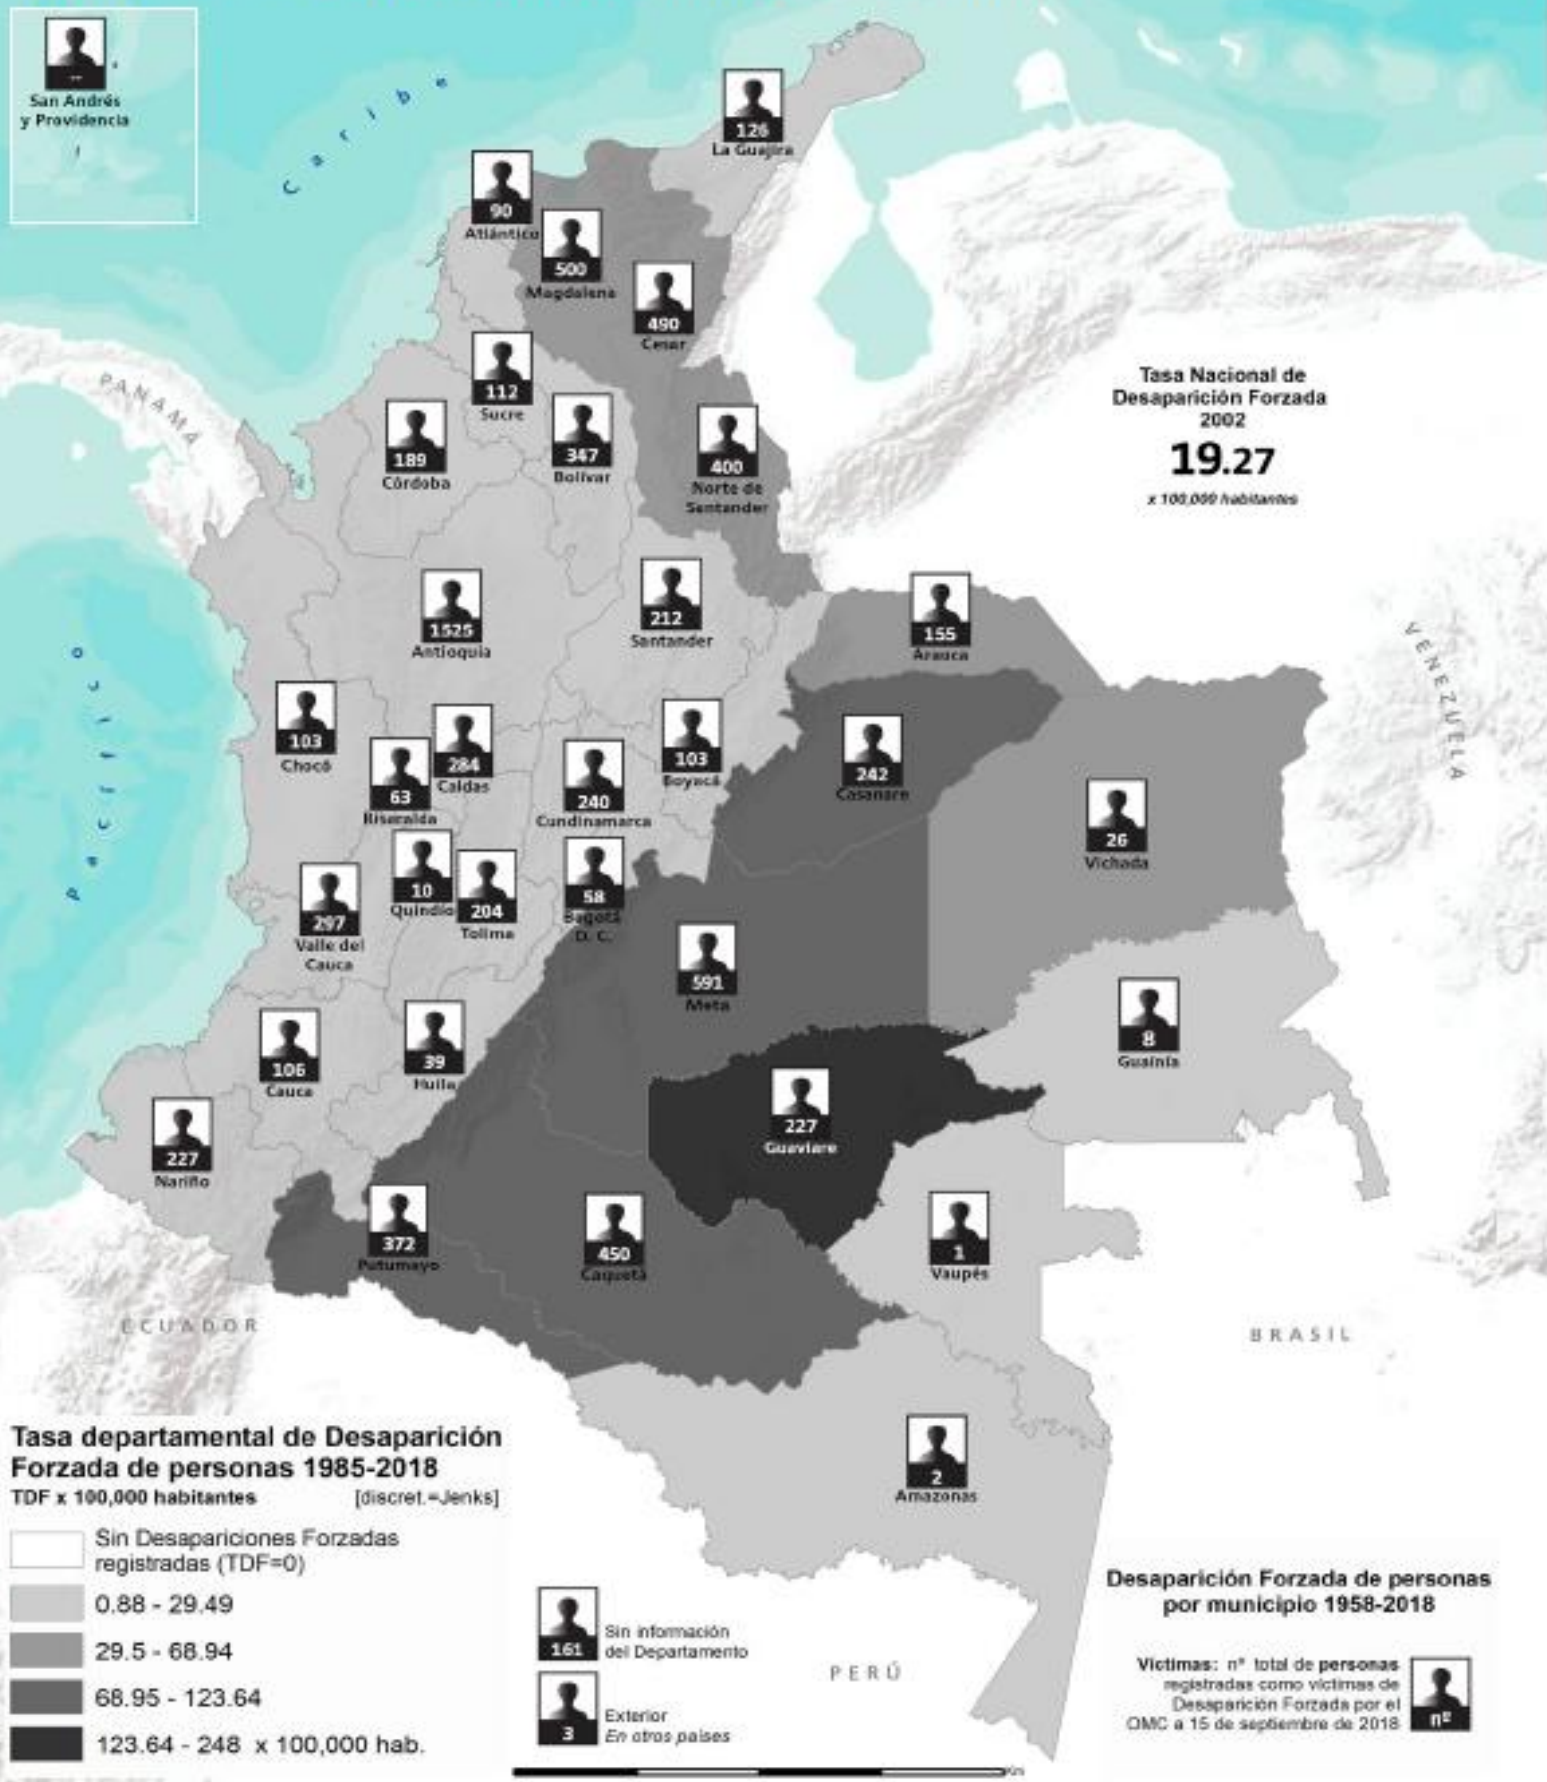 --
San Andrés
y Providencia
Caribe
126
La Guajira
90
Atlántico
500
Magdalena
490
Cesar
PANAMÁ
112
Sucre
189
Córdoba
347
Bolívar
400
Norte de
Santander
Tasa Nacional de
Desaparición Forzada
2002
19.27
x 100,000 habitantes
1525
Antioquia
212
Santander
155
Arauca
VENEZUELA
Pacífico
103
Chocó
284
Caldas
63
Risaralda
240
Cundinamarca
103
Boyacá
242
Casanare
26
Vichada
10
Quindío
204
Tolima
58
Bogotá
D. C.
297
Valle del
Cauca
591
Meta
8
Guainía
106
Cauca
39
Huila
227
Guaviare
227
Nariño
372
Putumayo
450
Caquetá
1
Vaupés
ECUADOR
BRASIL
2
Amazonas
Tasa departamental de Desaparición
Forzada de personas 1985-2018
TDF x 100,000 habitantes [discret.=Jenks]
Sin Desapariciones Forzadas
registradas (TDF=0)
0.88 - 29.49
29.5 - 68.94
68.95 - 123.64
123.64 - 248 x 100,000 hab.
161
Sin información
del Departamento
3
Exterior
En otros países
PERÚ
Desaparición Forzada de personas
por municipio 1958-2018
Víctimas: nº total de personas
registradas como víctimas de
Desaparición Forzada por el
OMC a 15 de septiembre de 2018
nº
Km